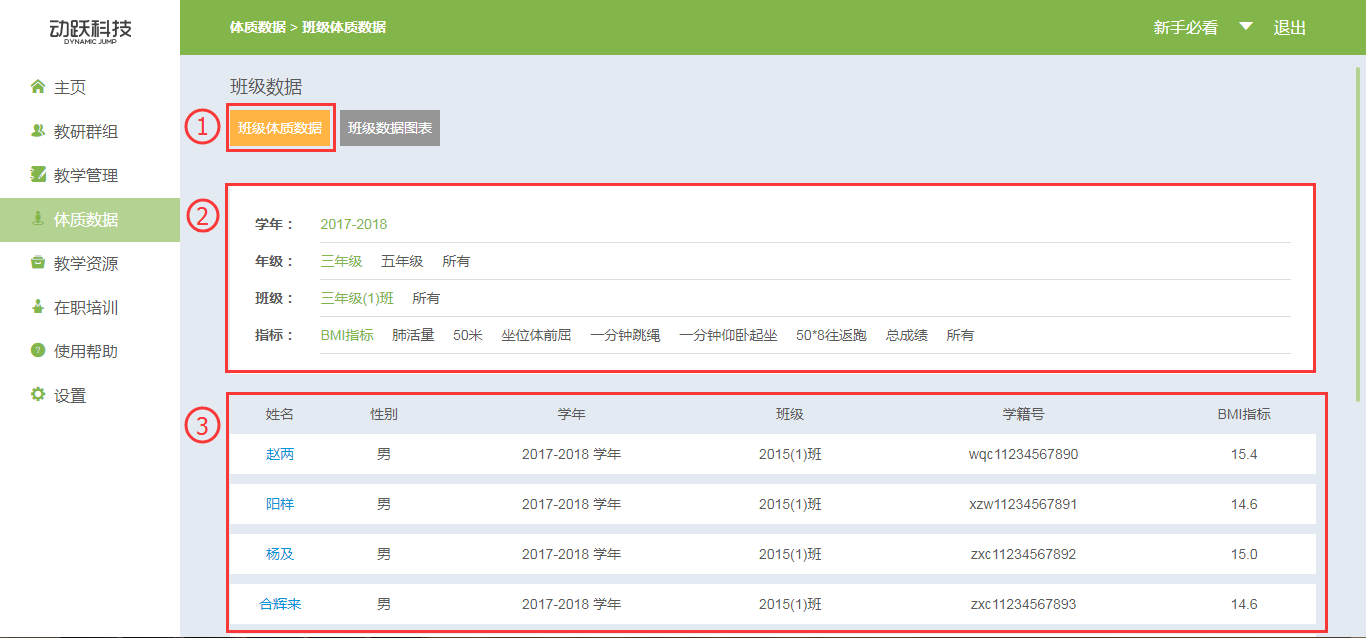 动跃科技
DYNAMIC JUMP
体质数据 > 班级体质数据
新手必看 退出
主页
教研群组
教学管理
体质数据
教学资源
在职培训
使用帮助
设置
班级数据
① 班级体质数据 班级数据图表
②
学年： 2017-2018
年级： 三年级 五年级 所有
班级： 三年级(1)班 所有
指标： BMI指标 肺活量 50米 坐位体前屈 一分钟跳绳 一分钟仰卧起坐 50*8往返跑 总成绩 所有
③
姓名 性别 学年 班级 学籍号 BMI指标
赵两 男 2017-2018 学年 2015(1)班 wqc11234567890 15.4
阳样 男 2017-2018 学年 2015(1)班 xzw11234567891 14.6
杨及 男 2017-2018 学年 2015(1)班 zxc11234567892 15.0
合辉来 男 2017-2018 学年 2015(1)班 zxc11234567893 14.6